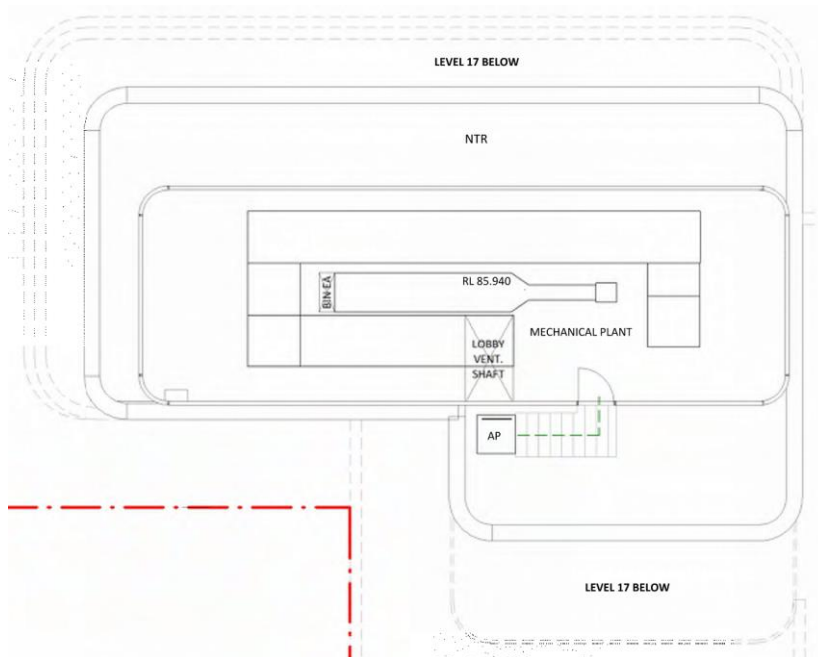 LEVEL 17 BELOW
NTR
RL 85.940
BIN-EA
MECHANICAL PLANT
LOBBY
VENT.
SHAFT
AP
LEVEL 17 BELOW